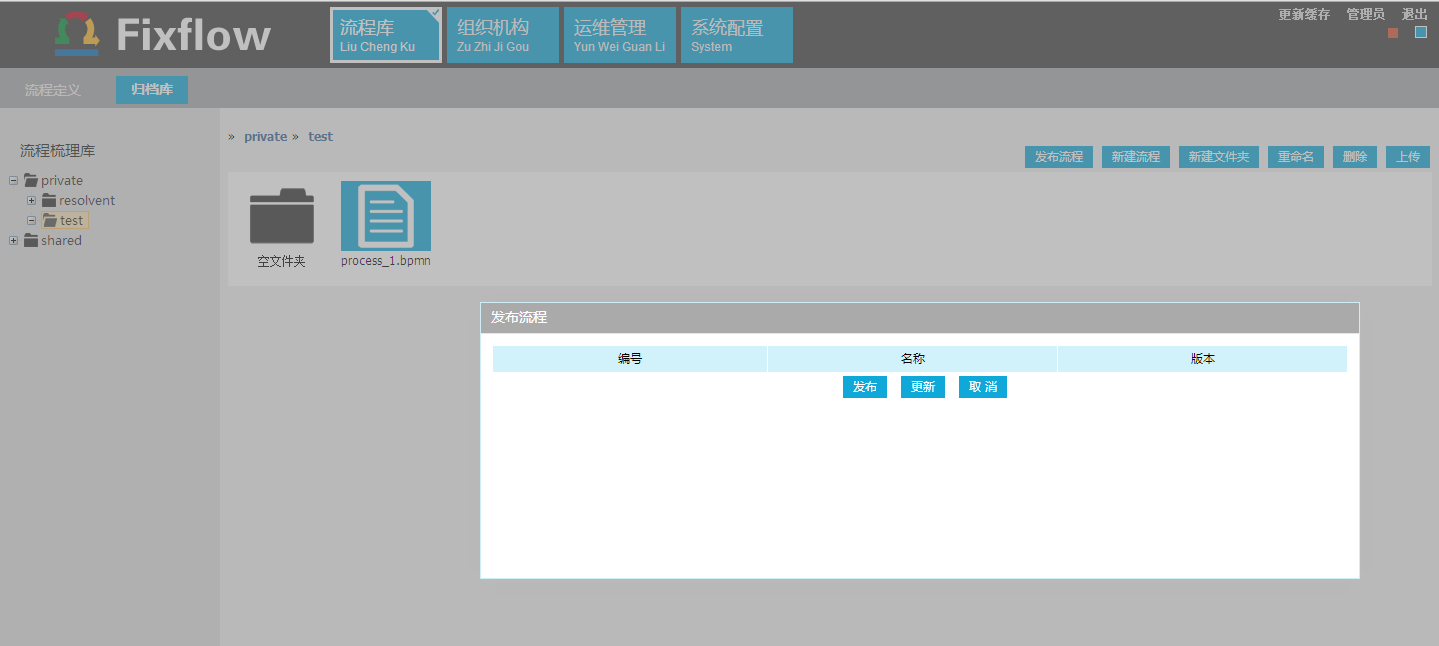 Fixflow
流程库
Liu Cheng Ku
组织机构
Zu Zhi Ji Gou
运维管理
Yun Wei Guan Li
系统配置
System
更新缓存 管理员 退出
流程定义 归档库
流程梳理库
private
resolvent
test
shared
» private » test
发布流程 新建流程 新建文件夹 重命名 删除 上传
空文件夹 process_1.bpmn
发布流程
编号 名称 版本
发布 更新 取 消